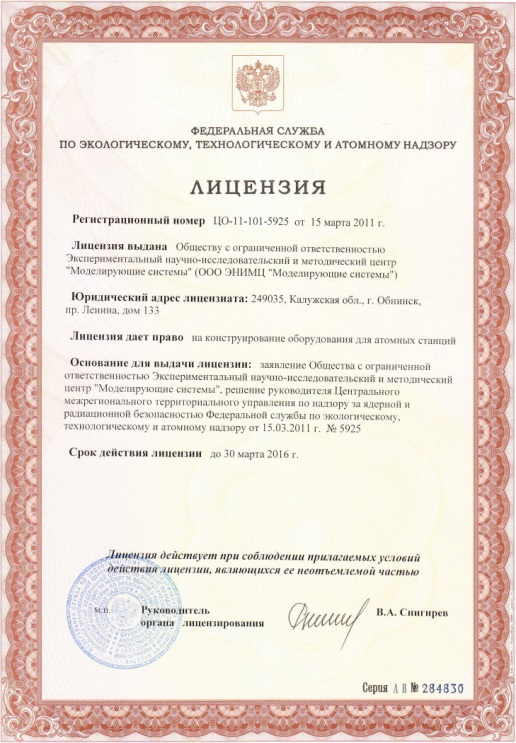 ФЕДЕРАЛЬНАЯ СЛУЖБА
ПО ЭКОЛОГИЧЕСКОМУ, ТЕХНОЛОГИЧЕСКОМУ И АТОМНОМУ НАДЗОРУ
ЛИЦЕНЗИЯ
Регистрационный номер ЦО-11-101-5925 от 15 марта 2011 г.
Лицензия выдана Обществу с ограниченной ответственностью
Экспериментальный научно-исследовательский и методический центр
"Моделирующие системы" (ООО ЭНИМЦ "Моделирующие системы")
Юридический адрес лицензиата: 249035, Калужская обл., г. Обнинск,
пр. Ленина, дом 133
Лицензия дает право на конструирование оборудования для атомных станций
Основание для выдачи лицензии: заявление Общества с ограниченной
ответственностью Экспериментальный научно-исследовательский и методический
центр "Моделирующие системы", решение руководителя Центрального
межрегионального территориального управления по надзору за ядерной и
радиационной безопасностью Федеральной службы по экологическому,
технологическому и атомному надзору от 15.03.2011 г. № 5925
Срок действия лицензии до 30 марта 2016 г.
Лицензия действует при соблюдении прилагаемых условий
действия лицензии, являющихся ее неотъемлемой частью
М.П. Руководитель
органа лицензирования
В.А. Снигирев
Серия А В № 284830